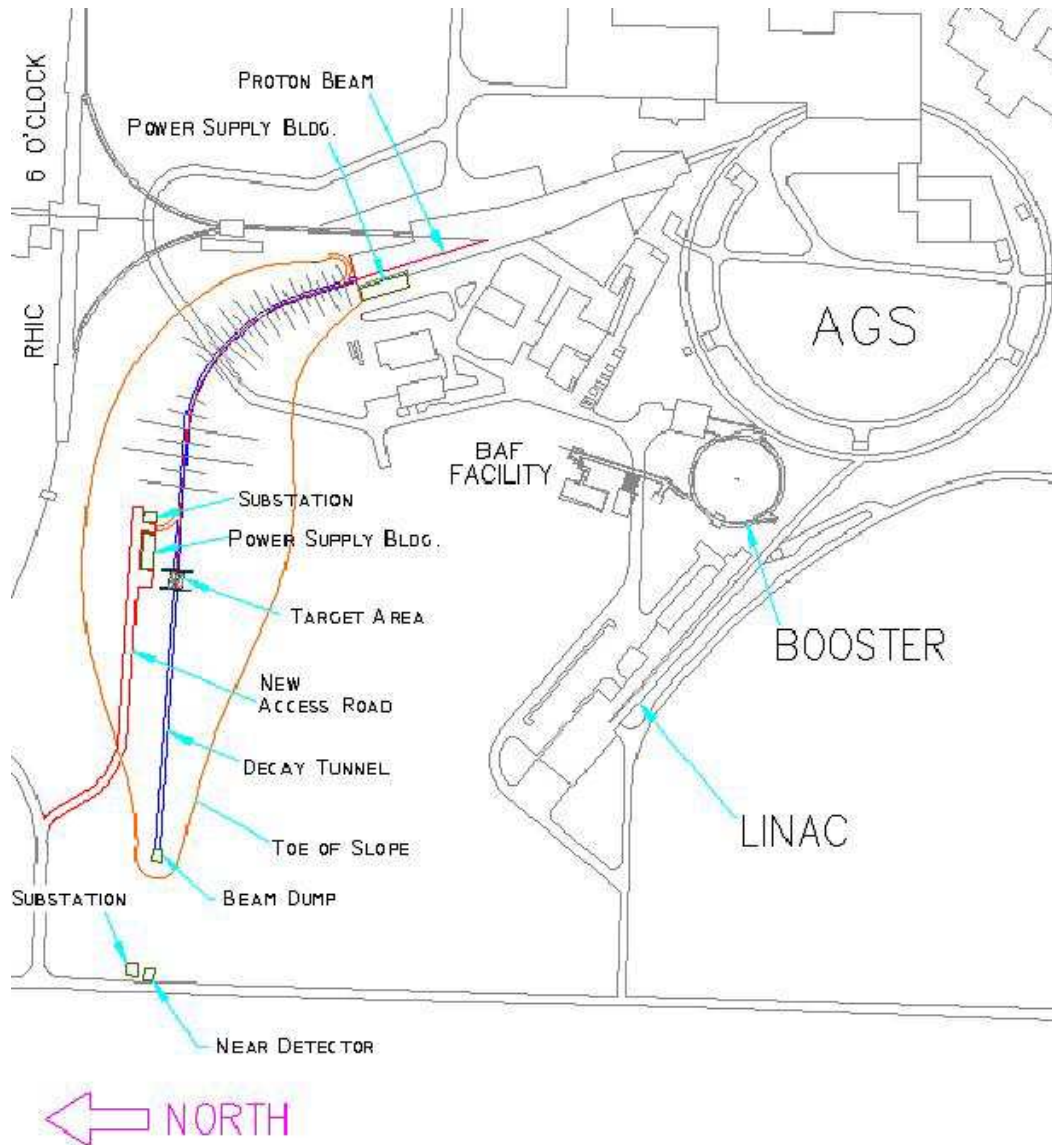 PROTON BEAM
POWER SUPPLY BLDG.
6 O'CLOCK
RHIC
AGS
BAF
FACILITY
SUBSTATION
POWER SUPPLY BLDG.
TARGET AREA
BOOSTER
NEW
ACCESS ROAD
DECAY TUNNEL
LINAC
TOE OF SLOPE
SUBSTATION
BEAM DUMP
NEAR DETECTOR
NORTH